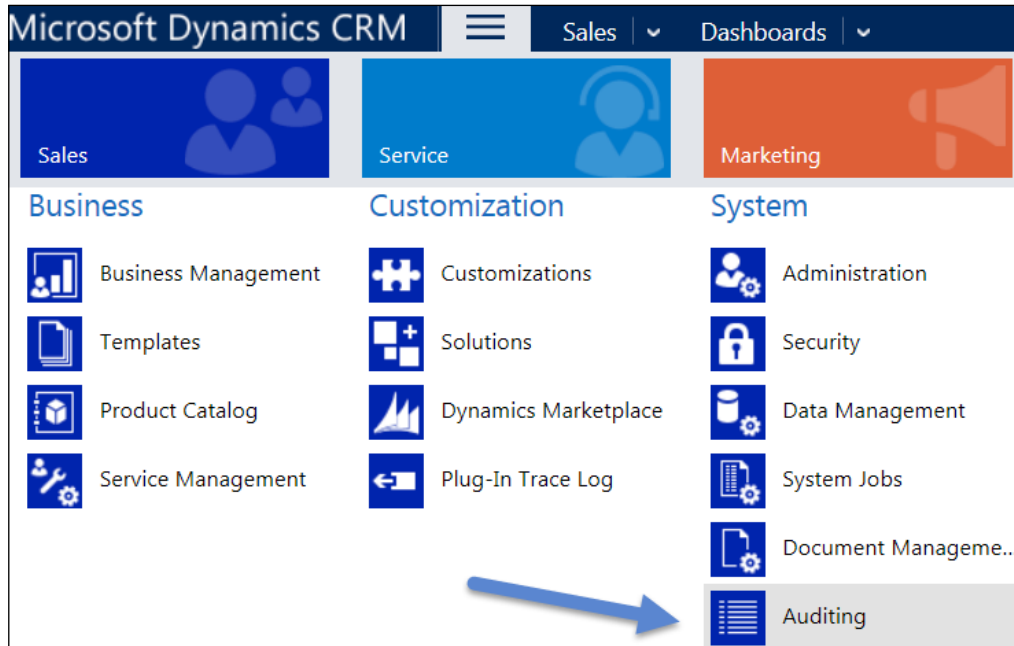 Microsoft Dynamics CRM Sales Dashboards
Sales Service Marketing
Business Customization System
Business Management Customizations Administration
Templates Solutions Security
Product Catalog Dynamics Marketplace Data Management
Service Management Plug-In Trace Log System Jobs
Document Manageme..
Auditing